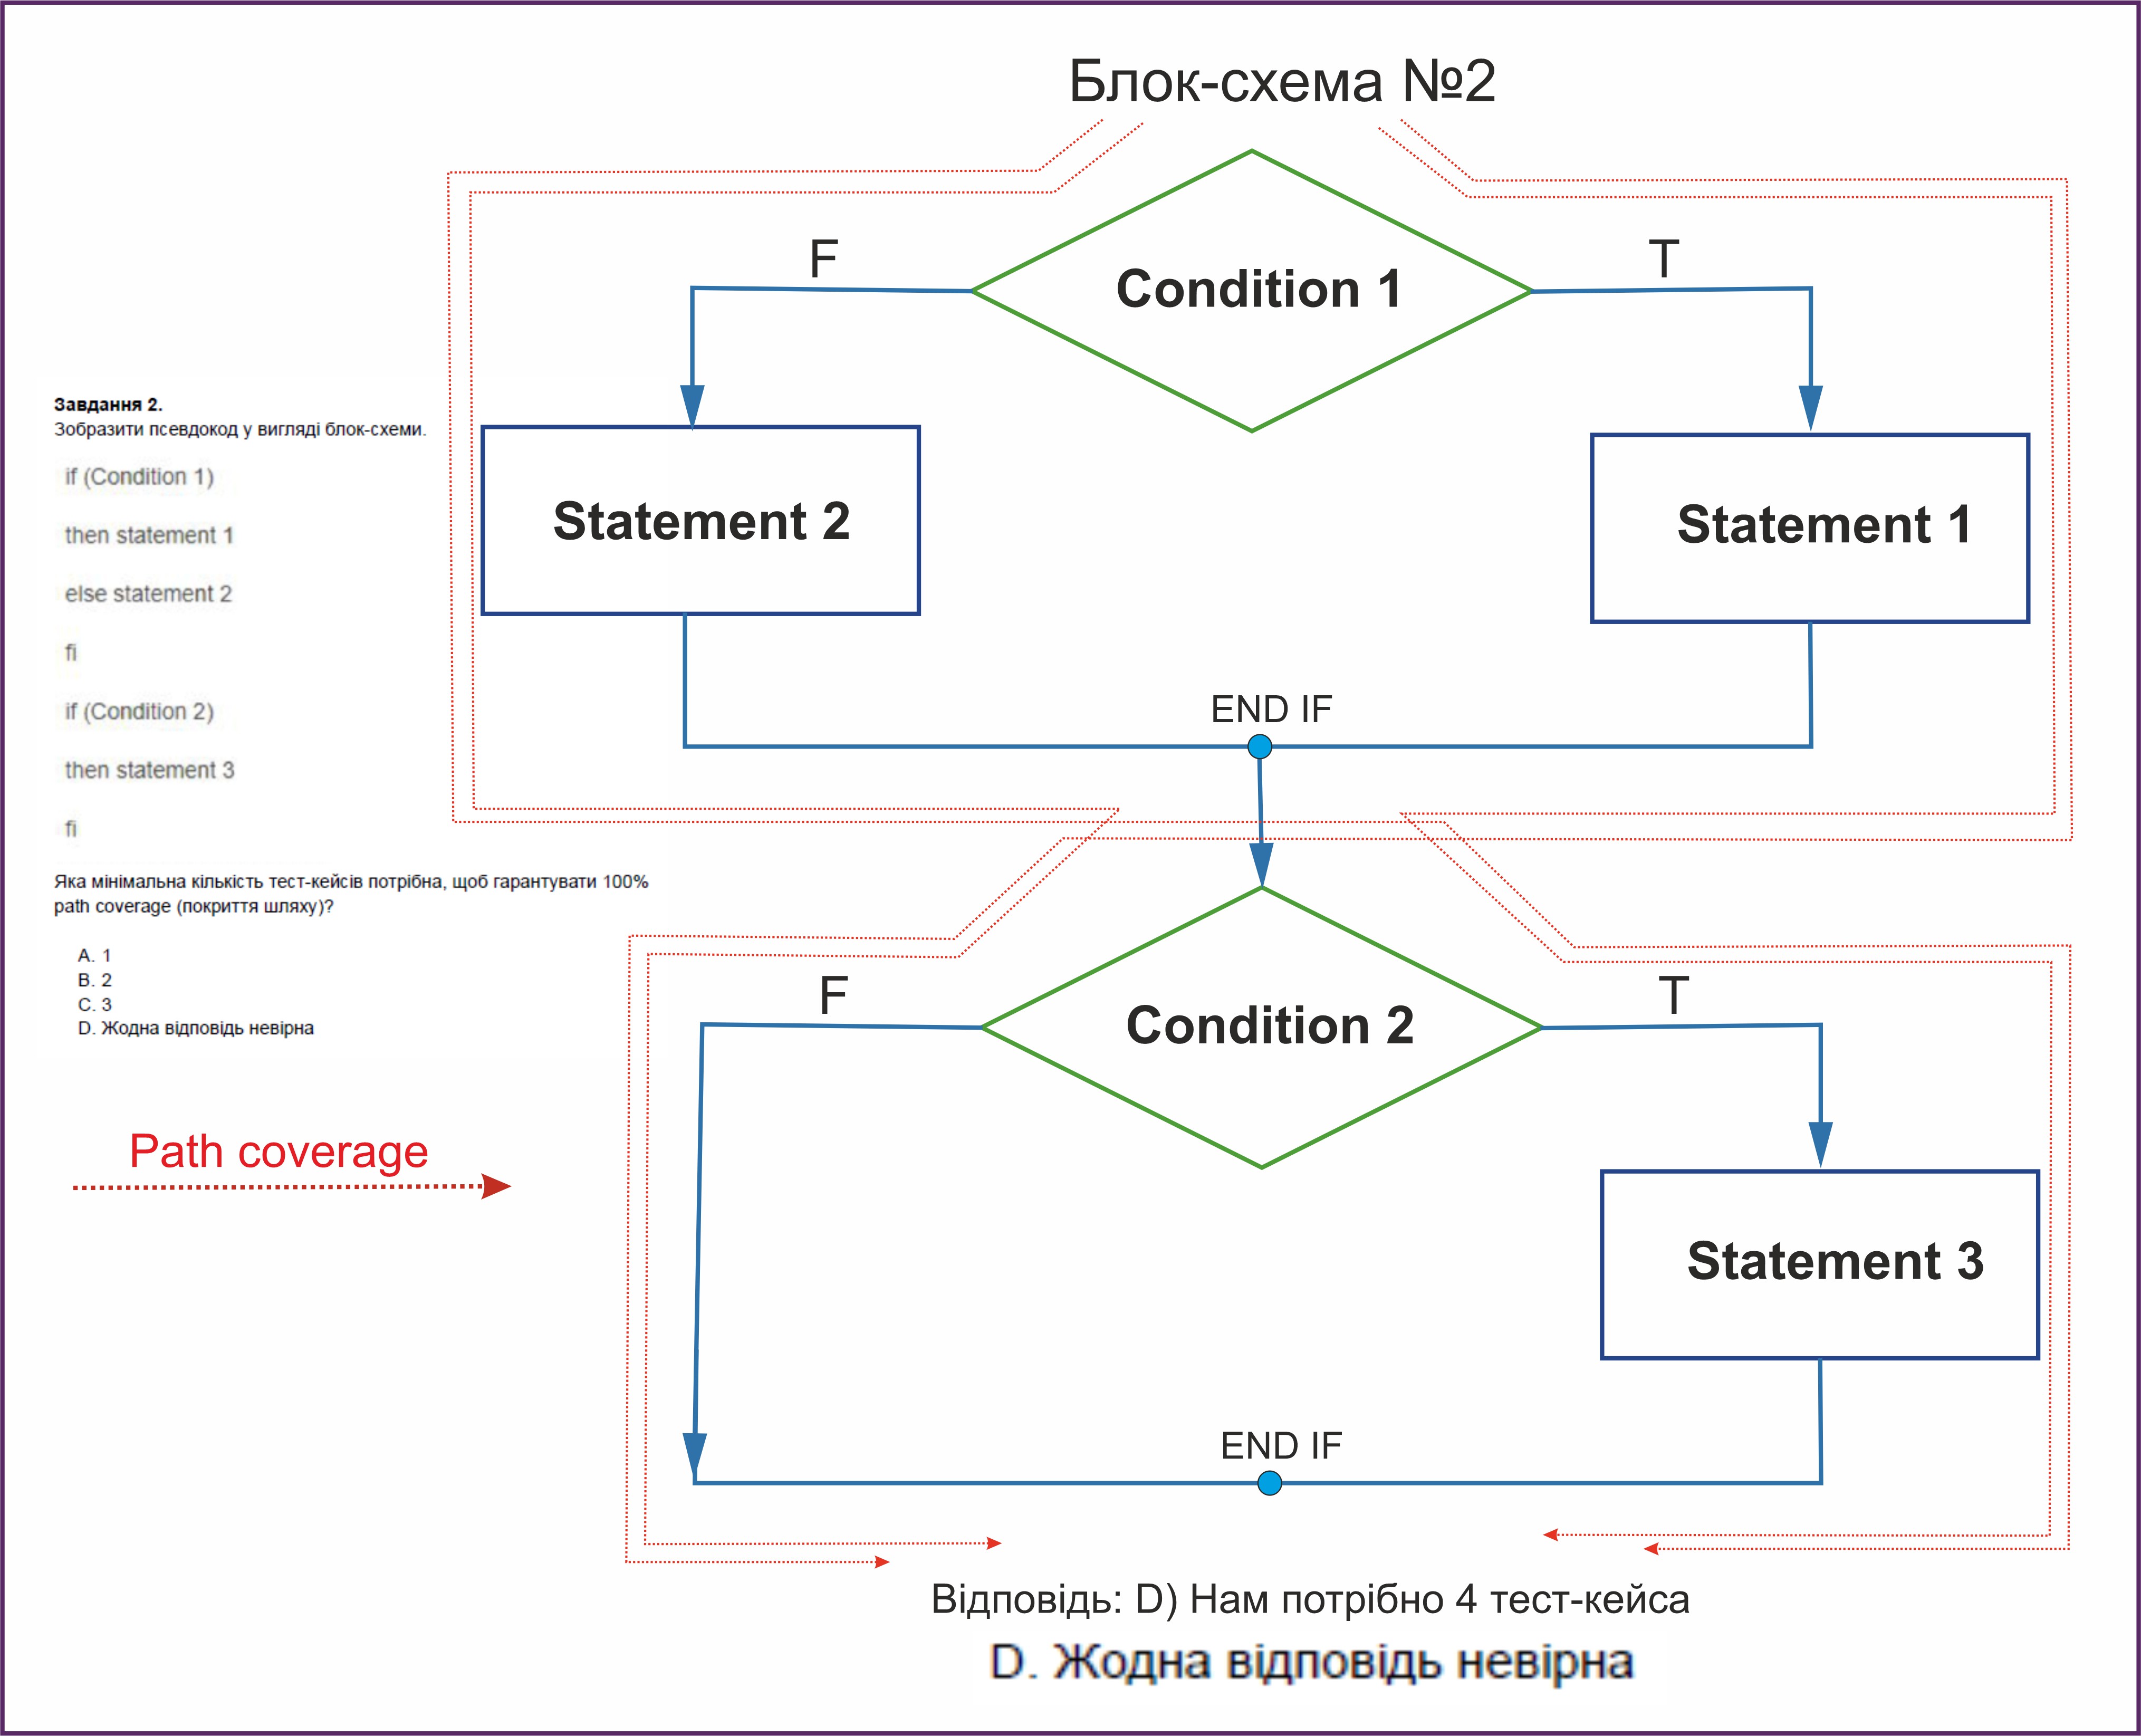 Блок-схема №2
F
Condition 1
T
Завдання 2.
Зобразити псевдокод у вигляді блок-схеми.
if (Condition 1)
then statement 1
else statement 2
fi
if (Condition 2)
then statement 3
fi
Яка мінімальна кількість тест-кейсів потрібна, щоб гарантувати 100%
path coverage (покриття шляху)?
A. 1
B. 2
C. 3
D. Жодна відповідь невірна
Statement 2
Statement 1
END IF
F
Condition 2
T
Path coverage
Statement 3
END IF
Відповідь: D) Нам потрібно 4 тест-кейса
D. Жодна відповідь невірна